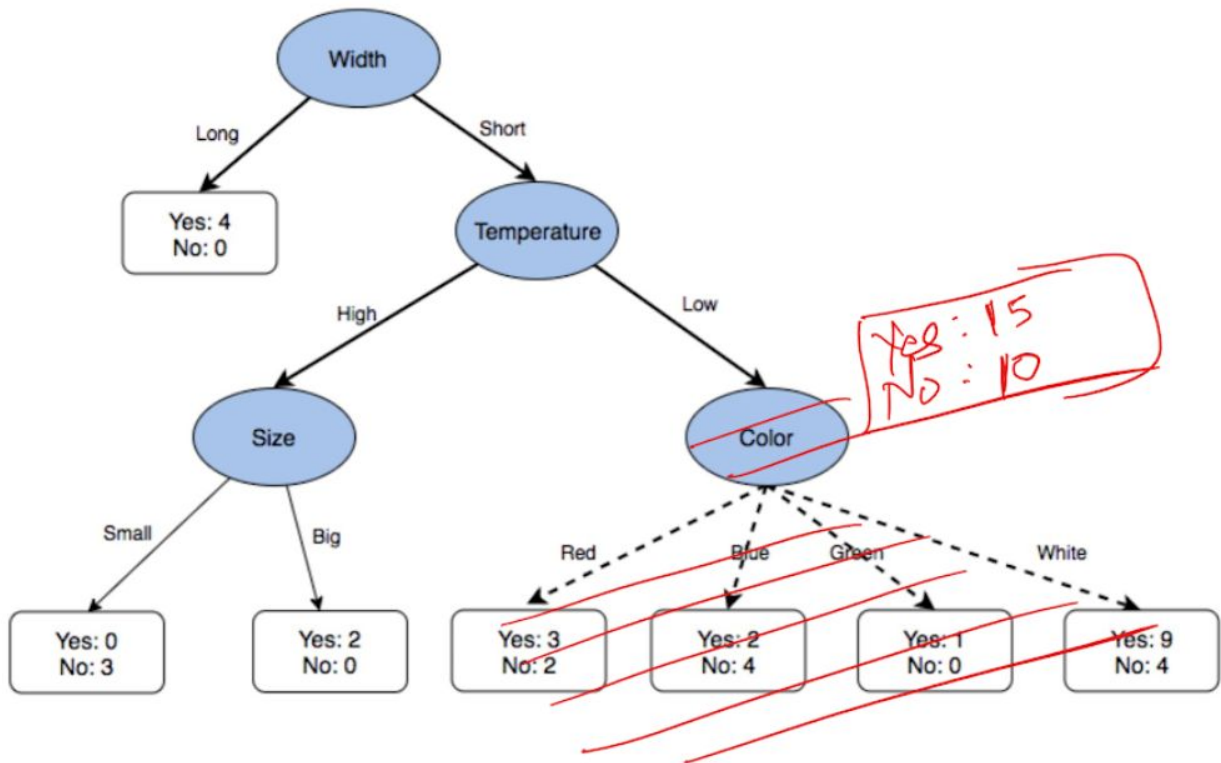 Width
Long
Short
Yes: 4
No: 0
Temperature
High
Low
Yes: 15
No: 10
Size
Color
Small
Big
Red
Blue
Green
White
Yes: 0
No: 3
Yes: 2
No: 0
Yes: 3
No: 2
Yes: 2
No: 4
Yes: 1
No: 0
Yes: 9
No: 4